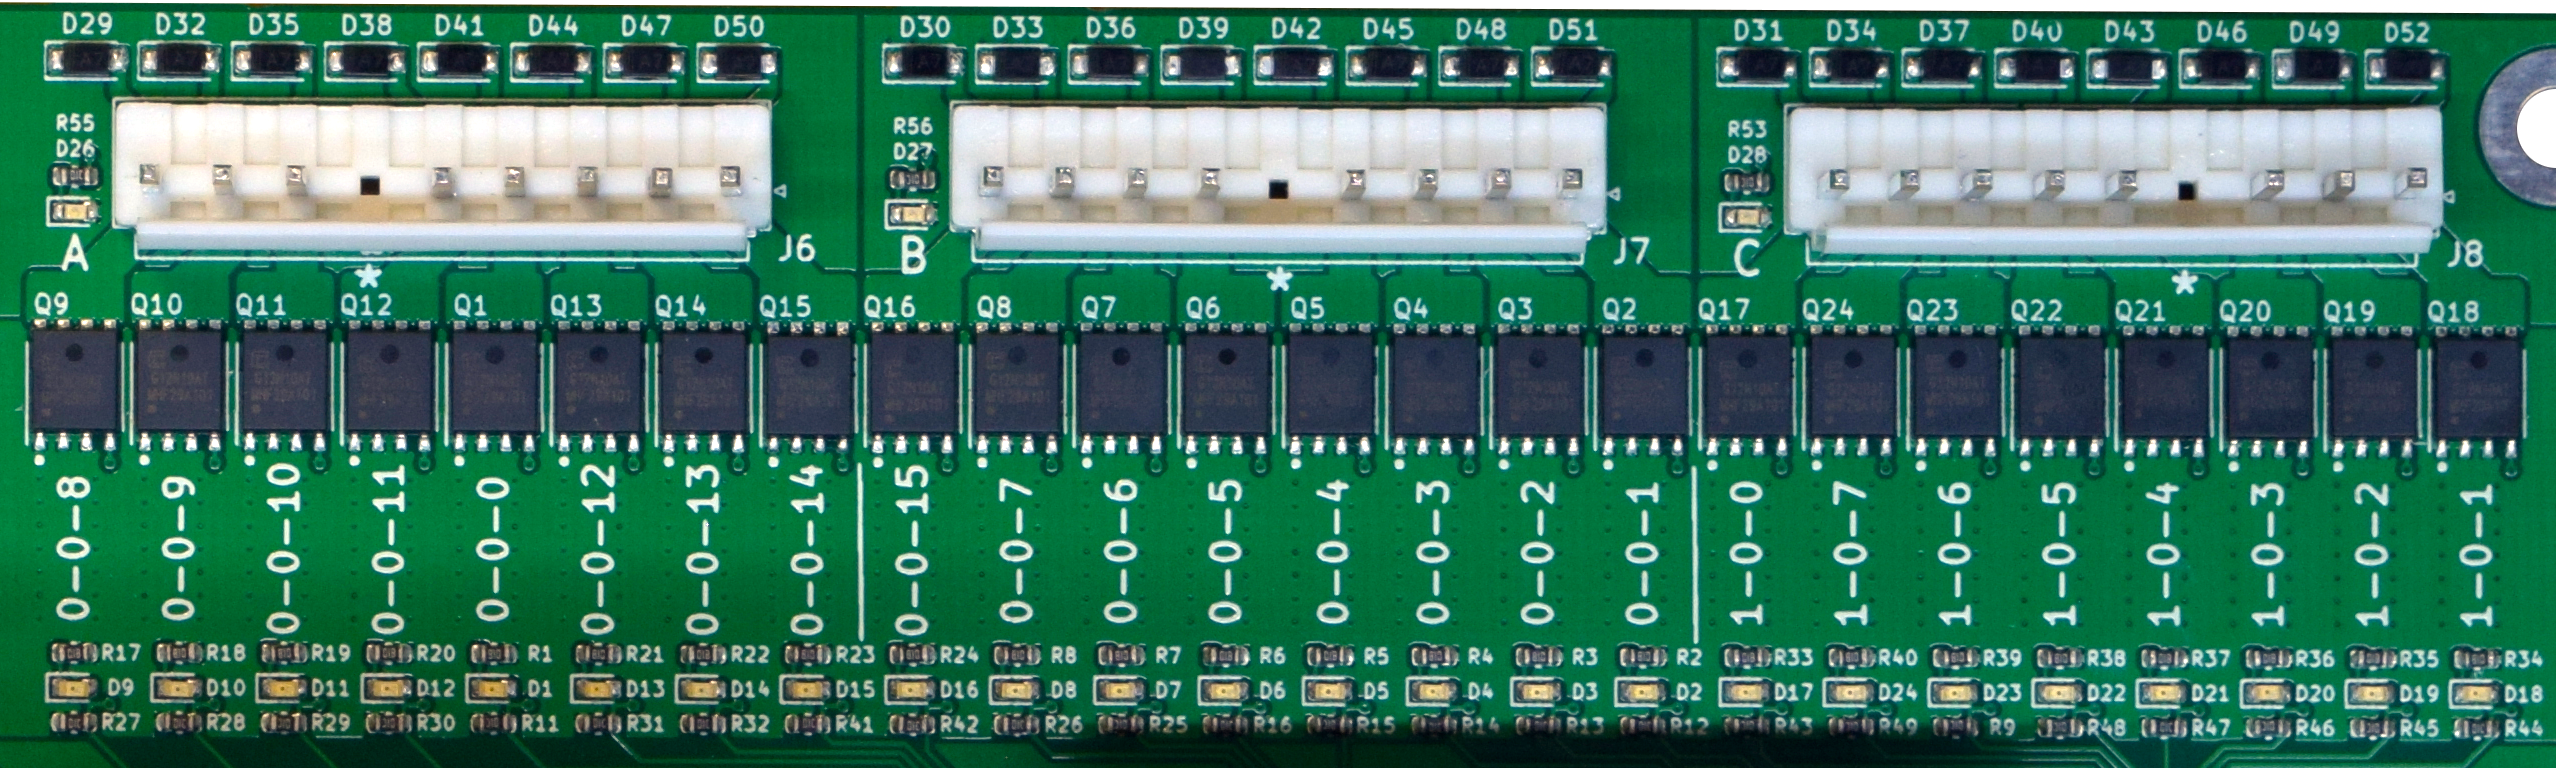 D29 D32 D35 D38 D41 D44 D47 D50 D30 D33 D36 D39 D42 D45 D48 D51 D31 D34 D37 D40 D43 D46 D49 D52
R55 R56 R53
D26 D27 D28
A J6 B J7 C J8
* * *
Q9 Q10 Q11 Q12 Q1 Q13 Q14 Q15 Q16 Q8 Q7 Q6 Q5 Q4 Q3 Q2 Q17 Q24 Q23 Q22 Q21 Q20 Q19 Q18
0-0-8 0-0-9 0-0-10 0-0-11 0-0-0 0-0-12 0-0-13 0-0-14 0-0-15 0-0-7 0-0-6 0-0-5 0-0-4 0-0-3 0-0-2 0-0-1 1-0-0 1-0-7 1-0-6 1-0-5 1-0-4 1-0-3 1-0-2 1-0-1
R17 R18 R19 R20 R1 R21 R22 R23 R24 R8 R7 R6 R5 R4 R3 R2 R33 R40 R39 R38 R37 R36 R35 R34
D9 D10 D11 D12 D1 D13 D14 D15 D16 D8 D7 D6 D5 D4 D3 D2 D17 D24 D23 D22 D21 D20 D19 D18
R27 R28 R29 R30 R11 R31 R32 R41 R42 R26 R25 R16 R15 R14 R13 R12 R43 R49 R9 R48 R47 R46 R45 R44